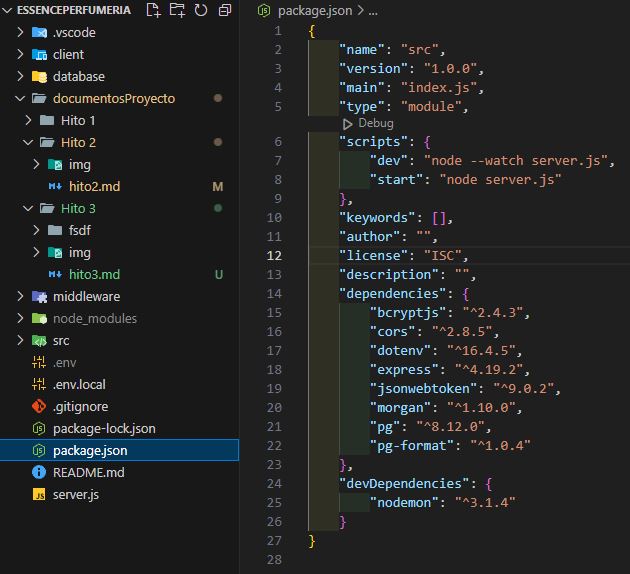 ESSENCEPERFUMERIA
.vscode
client
database
documentosProyecto
Hito 1
Hito 2
img
hito2.md M
Hito 3
fsdf
img
hito3.md U
middleware
node_modules
src
.env
.env.local
.gitignore
package-lock.json
package.json
README.md
server.js
package.json > ...
1 {
2 "name": "src",
3 "version": "1.0.0",
4 "main": "index.js",
5 "type": "module",
Debug
6 "scripts": {
7 "dev": "node --watch server.js",
8 "start": "node server.js"
9 },
10 "keywords": [],
11 "author": "",
12 "license": "ISC",
13 "description": "",
14 "dependencies": {
15 "bcryptjs": "^2.4.3",
16 "cors": "^2.8.5",
17 "dotenv": "^16.4.5",
18 "express": "^4.19.2",
19 "jsonwebtoken": "^9.0.2",
20 "morgan": "^1.10.0",
21 "pg": "^8.12.0",
22 "pg-format": "^1.0.4"
23 },
24 "devDependencies": {
25 "nodemon": "^3.1.4"
26 }
27 }
28